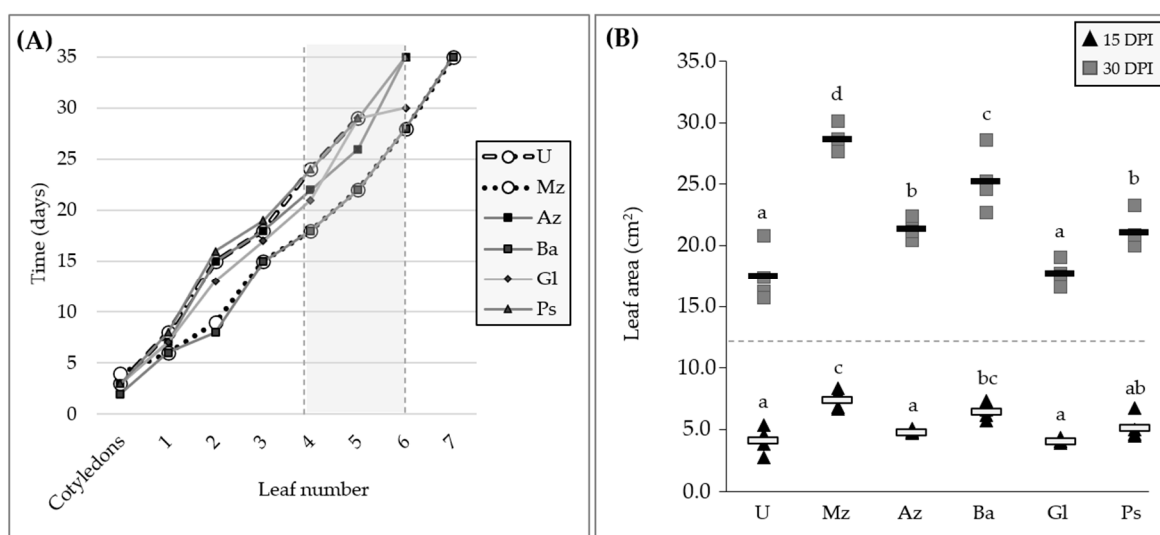 (A)
35
30
25
20
15
10
5
0
Time (days)
Cotyledons
1
2
3
4
5
6
7
Leaf number
U
Mz
Az
Ba
Gl
Ps
(B)
15 DPI
30 DPI
35.0
30.0
25.0
20.0
15.0
10.0
5.0
0.0
Leaf area (cm²)
a d b c a b
a c a bc a ab
U Mz Az Ba Gl Ps